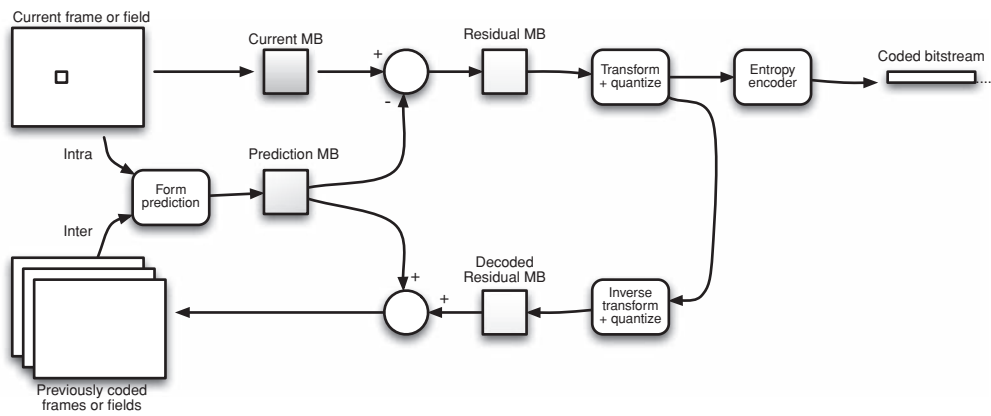 Current frame or field
Current MB
Residual MB
Coded bitstream
+
-
Transform
+ quantize
Entropy
encoder
....
Intra
Prediction MB
Form
prediction
Inter
Decoded
Residual MB
+
+
Inverse
transform
+ quantize
Previously coded
frames or fields